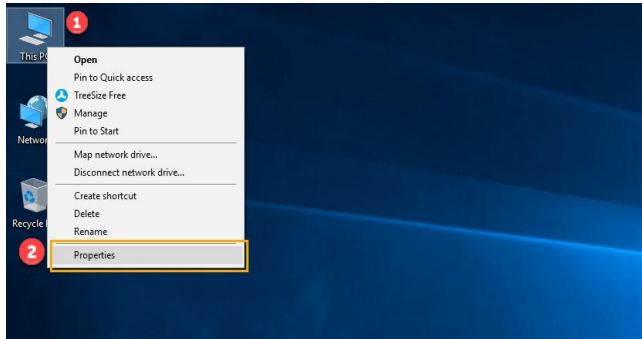 1
This P
Open
Pin to Quick access
TreeSize Free
Manage
Pin to Start
Networ
Map network drive...
Disconnect network drive...
Create shortcut
Delete
Recycle
Rename
2
Properties